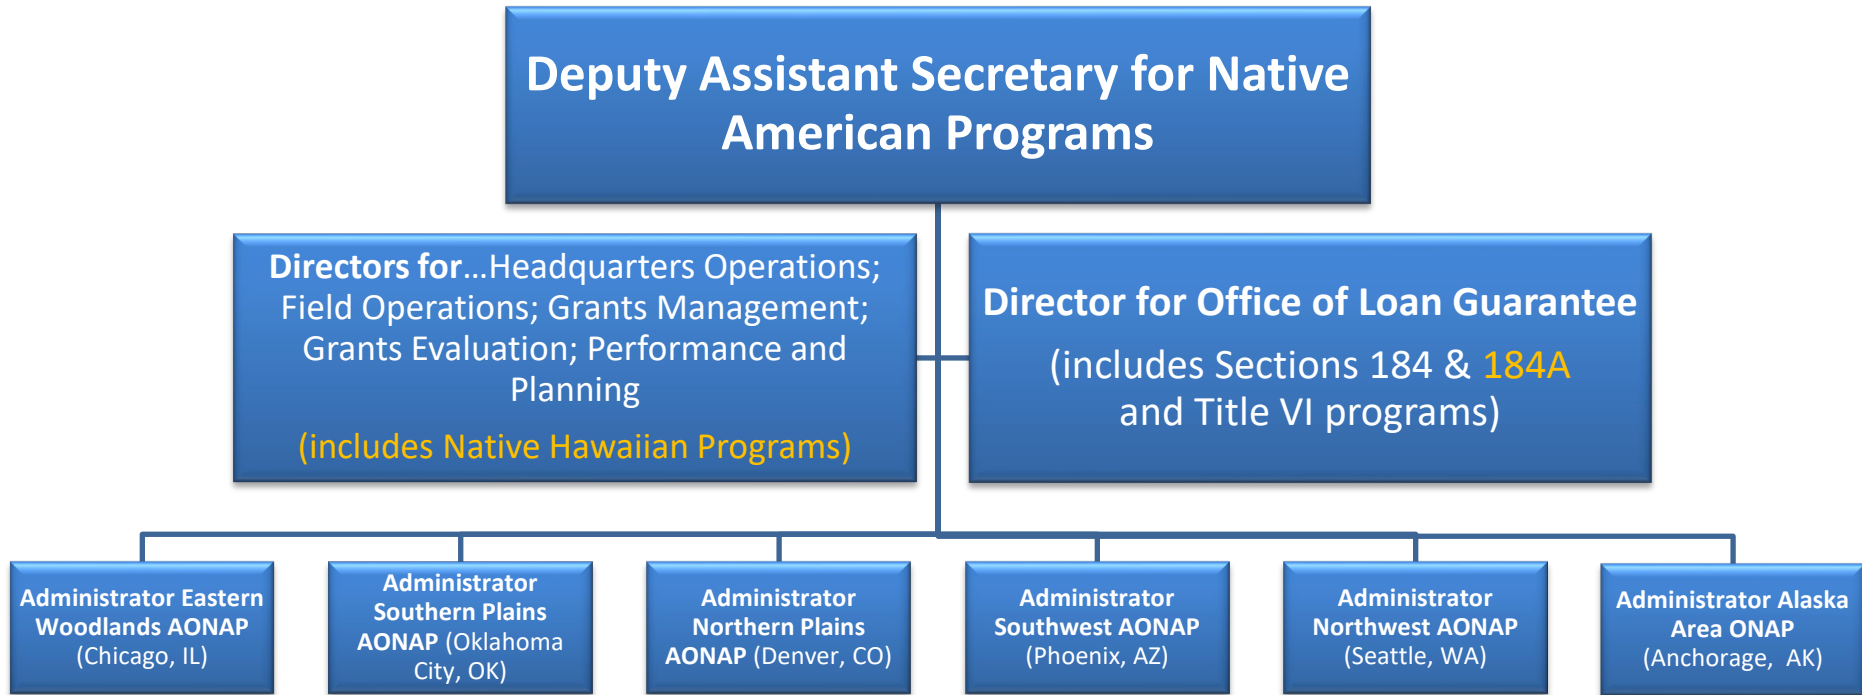 Deputy Assistant Secretary for Native
American Programs
Directors for...Headquarters Operations;
Field Operations; Grants Management;
Grants Evaluation; Performance and
Planning
(includes Native Hawaiian Programs)
Director for Office of Loan Guarantee
(includes Sections 184 & 184A
and Title VI programs)
Administrator Eastern
Woodlands AONAP
(Chicago, IL)
Administrator
Southern Plains
AONAP (Oklahoma
City, OK)
Administrator
Northern Plains
AONAP (Denver, CO)
Administrator
Southwest AONAP
(Phoenix, AZ)
Administrator
Northwest AONAP
(Seattle, WA)
Administrator Alaska
Area ONAP
(Anchorage,  AK)